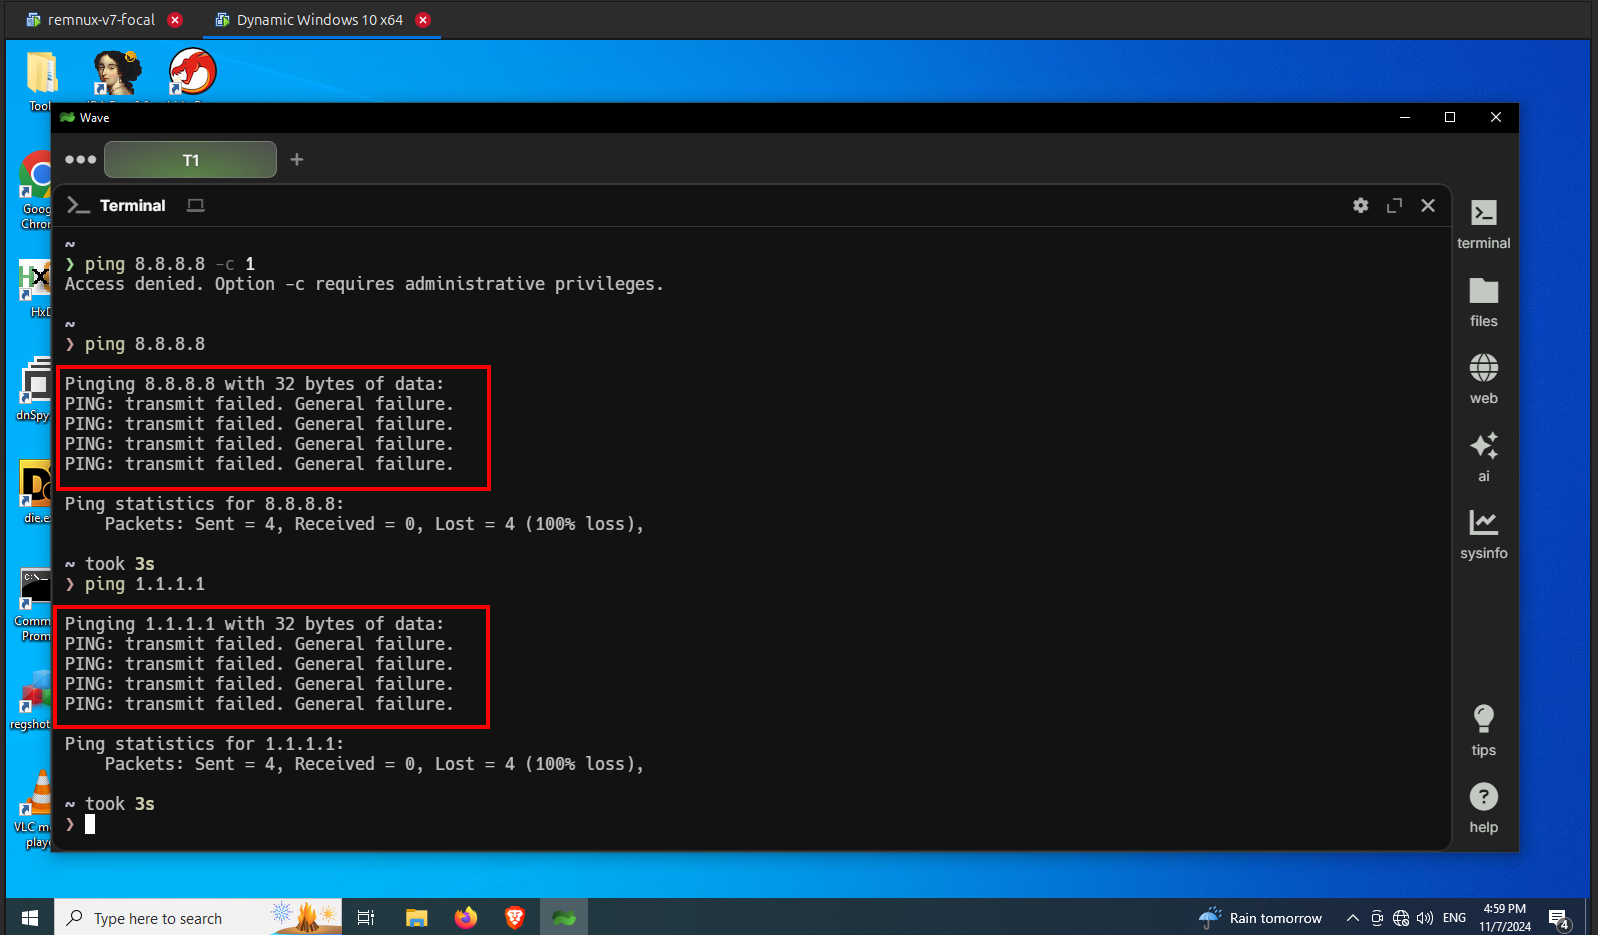 remnux-v7-focal
Dynamic Windows 10 x64
Tool
Wave
T1
Terminal
~
❯ ping 8.8.8.8 -c 1
Access denied. Option -c requires administrative privileges.
~
❯ ping 8.8.8.8
Pinging 8.8.8.8 with 32 bytes of data:
PING: transmit failed. General failure.
PING: transmit failed. General failure.
PING: transmit failed. General failure.
PING: transmit failed. General failure.
Ping statistics for 8.8.8.8:
Packets: Sent = 4, Received = 0, Lost = 4 (100% loss),
~ took 3s
❯ ping 1.1.1.1
Pinging 1.1.1.1 with 32 bytes of data:
PING: transmit failed. General failure.
PING: transmit failed. General failure.
PING: transmit failed. General failure.
PING: transmit failed. General failure.
Ping statistics for 1.1.1.1:
Packets: Sent = 4, Received = 0, Lost = 4 (100% loss),
~ took 3s
❯
terminal
files
web
ai
sysinfo
tips
help
Goog
Chror
HxD
dnSpy
die.ex
Comm
Prom
regshot
VLC me
playe
Type here to search
Rain tomorrow
ENG
4:59 PM
11/7/2024
4